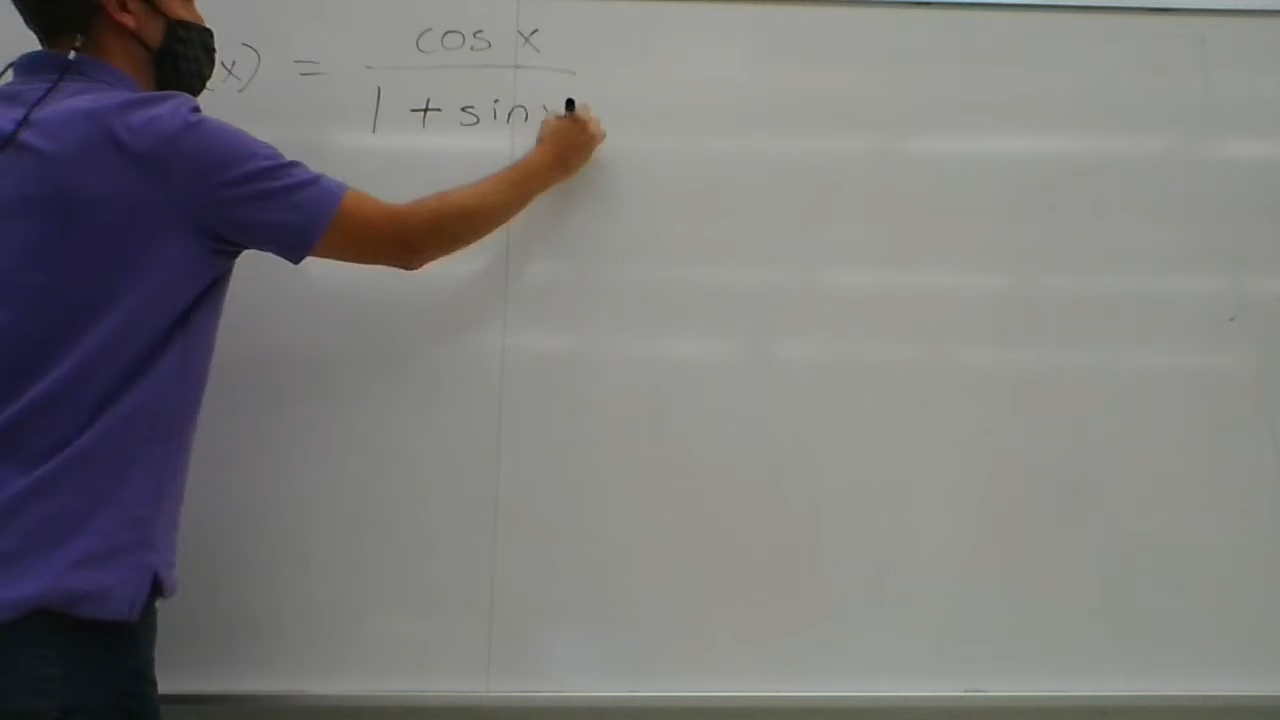 x) = cos x
1 + sin